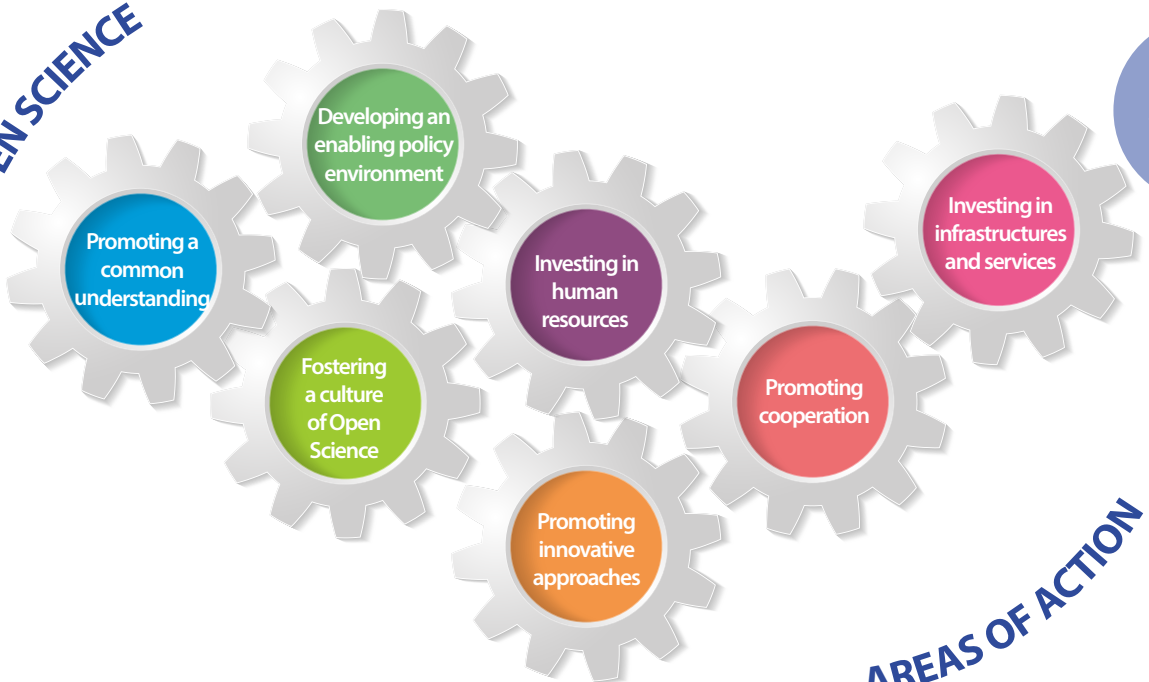 SCIENCE
Developing an
enabling policy
environment
Promoting a
common
understanding
Investing in
human
resources
Investing in
infrastructures
and services
Fostering
a culture
of Open
Science
Promoting
cooperation
Promoting
innovative
approaches
AREAS OF ACTION